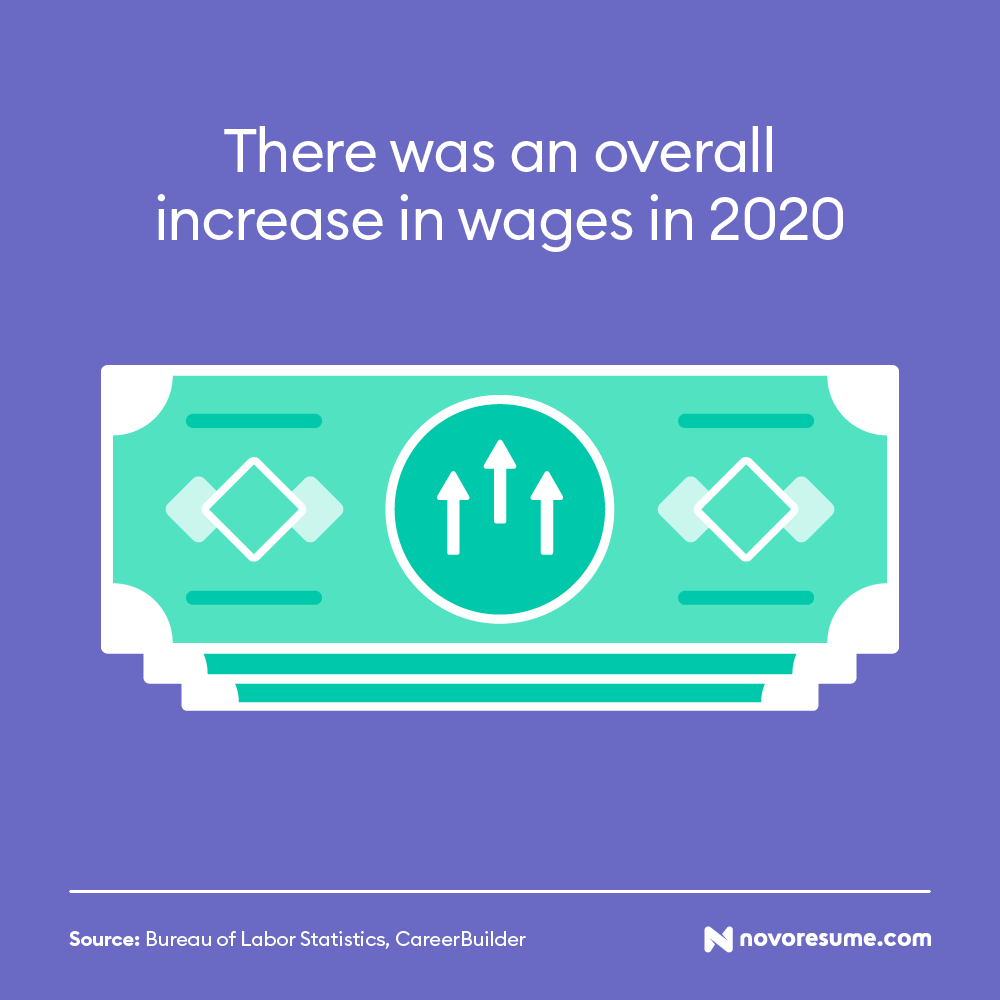 There was an overall
increase in wages in 2020
Source: Bureau of Labor Statistics, CareerBuilder
novoresume.com